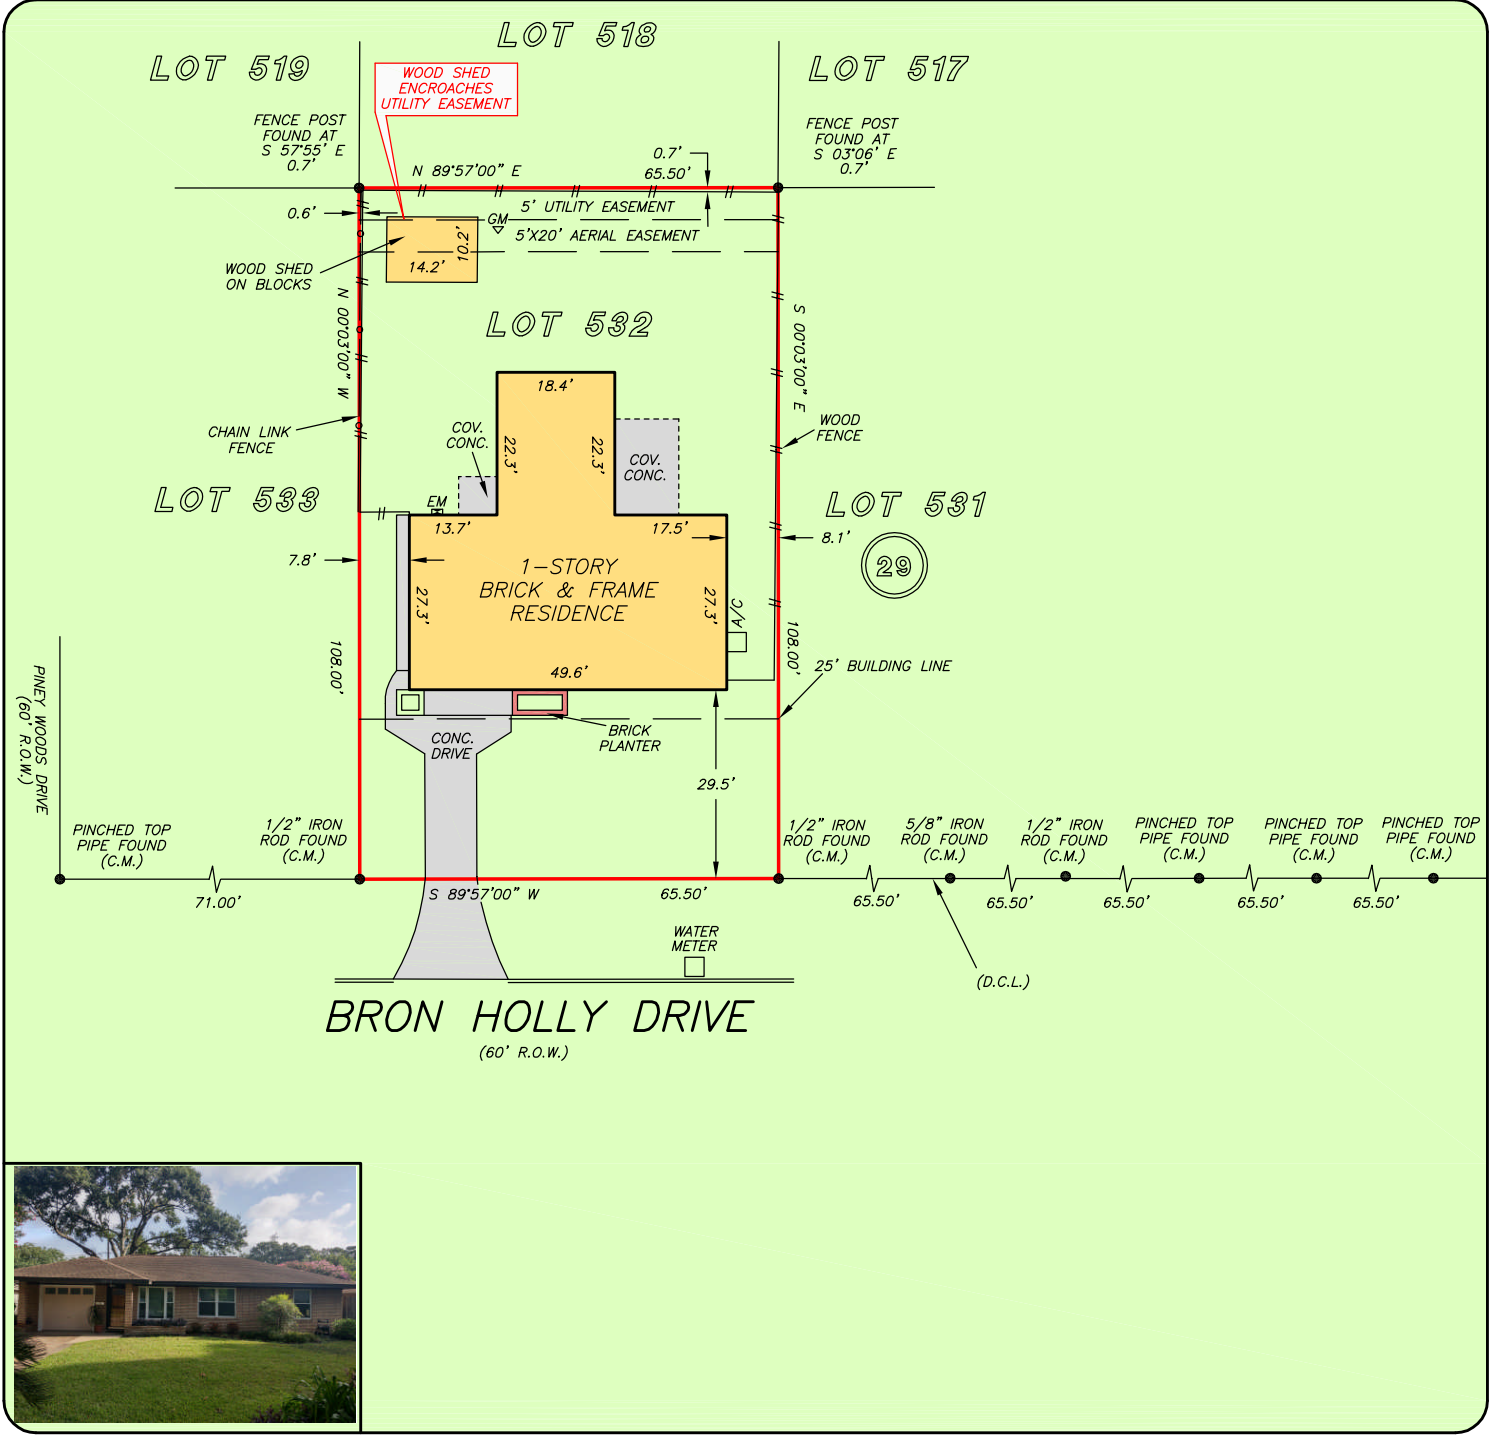 LOT 518
LOT 519
LOT 517
WOOD SHED
ENCROACHES
UTILITY EASEMENT
FENCE POST
FOUND AT
S 57°55' E
0.7'
FENCE POST
FOUND AT
S 03°06' E
0.7'
N 89°57'00" E
0.7'
65.50'
0.6'
5' UTILITY EASEMENT
GM
5'X20' AERIAL EASEMENT
10.2'
14.2'
WOOD SHED
ON BLOCKS
N 00°03'00" W
S 00°03'00" E
LOT 532
18.4'
22.3'
22.3'
COV.
CONC.
COV.
CONC.
CHAIN LINK
FENCE
WOOD
FENCE
LOT 533
LOT 531
EM
13.7'
17.5'
7.8'
8.1'
29
1-STORY
BRICK & FRAME
RESIDENCE
27.3'
27.3'
A/C
49.6'
108.00'
108.00'
25' BUILDING LINE
BRICK
PLANTER
CONC.
DRIVE
29.5'
PINEY WOODS DRIVE
(60' R.O.W.)
PINCHED TOP
PIPE FOUND
(C.M.)
1/2" IRON
ROD FOUND
(C.M.)
1/2" IRON
ROD FOUND
(C.M.)
5/8" IRON
ROD FOUND
(C.M.)
1/2" IRON
ROD FOUND
(C.M.)
PINCHED TOP
PIPE FOUND
(C.M.)
PINCHED TOP
PIPE FOUND
(C.M.)
PINCHED TOP
PIPE FOUND
(C.M.)
71.00'
S 89°57'00" W
65.50'
65.50'
65.50'
65.50'
65.50'
65.50'
WATER
METER
(D.C.L.)
BRON HOLLY DRIVE
(60' R.O.W.)